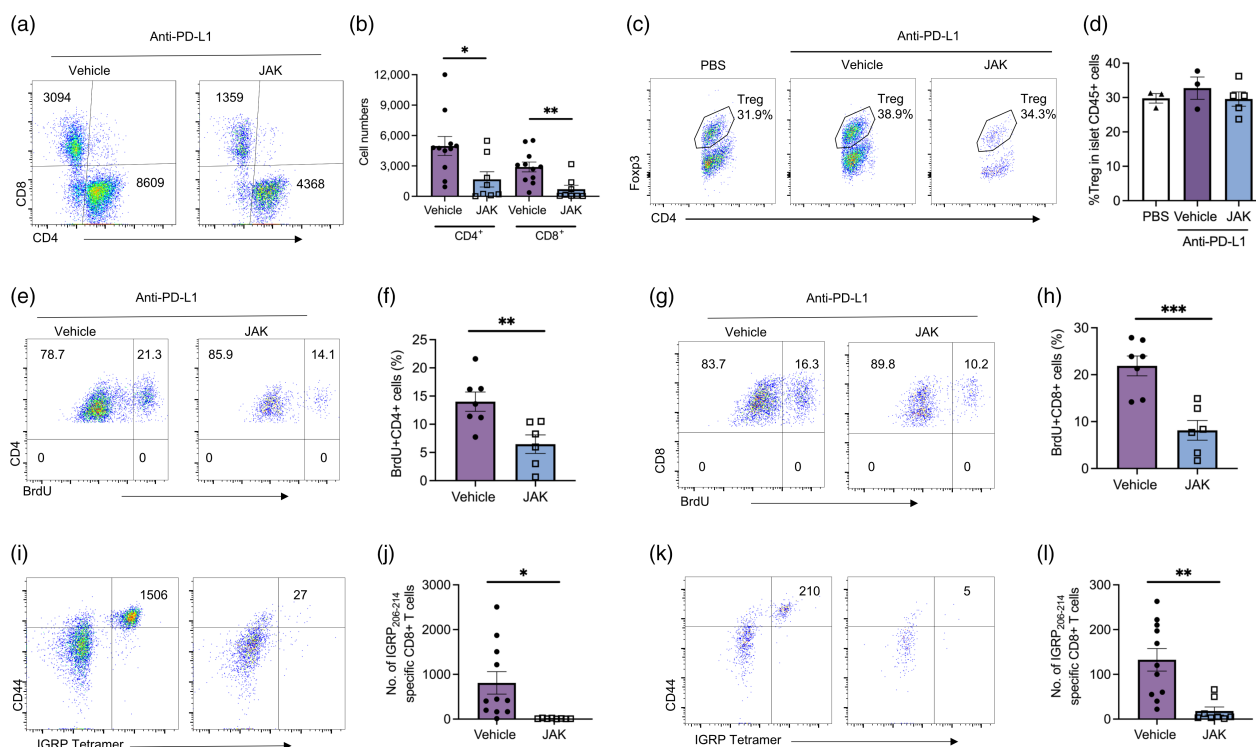 (a)
Anti-PD-L1
Vehicle
JAK
3094
8609
1359
4368
CD8
CD4
(b)
Cell numbers
12,000
9,000
6,000
3,000
0
*
**
Vehicle
JAK
Vehicle
JAK
CD4+
CD8+
(c)
Anti-PD-L1
PBS
Vehicle
JAK
Treg
31.9%
Treg
38.9%
Treg
34.3%
Foxp3
CD4
(d)
%Treg in islet CD45+ cells
40
30
20
10
0
PBS
Vehicle
JAK
Anti-PD-L1
(e)
Anti-PD-L1
Vehicle
JAK
78.7
21.3
0
0
85.9
14.1
0
0
CD4
BrdU
(f)
BrdU+CD4+ cells (%)
25
20
15
10
5
0
**
Vehicle
JAK
(g)
Anti-PD-L1
Vehicle
JAK
83.7
16.3
0
0
89.8
10.2
0
0
CD8
BrdU
(h)
BrdU+CD8+ cells (%)
30
20
10
0
***
Vehicle
JAK
(i)
1506
27
CD44
IGRP Tetramer
(j)
No. of IGRP206-214
specific CD8+ T cells
3000
2000
1000
0
*
Vehicle
JAK
(k)
210
5
CD44
IGRP Tetramer
(l)
No. of IGRP206-214
specific CD8+ T cells
300
200
100
0
**
Vehicle
JAK